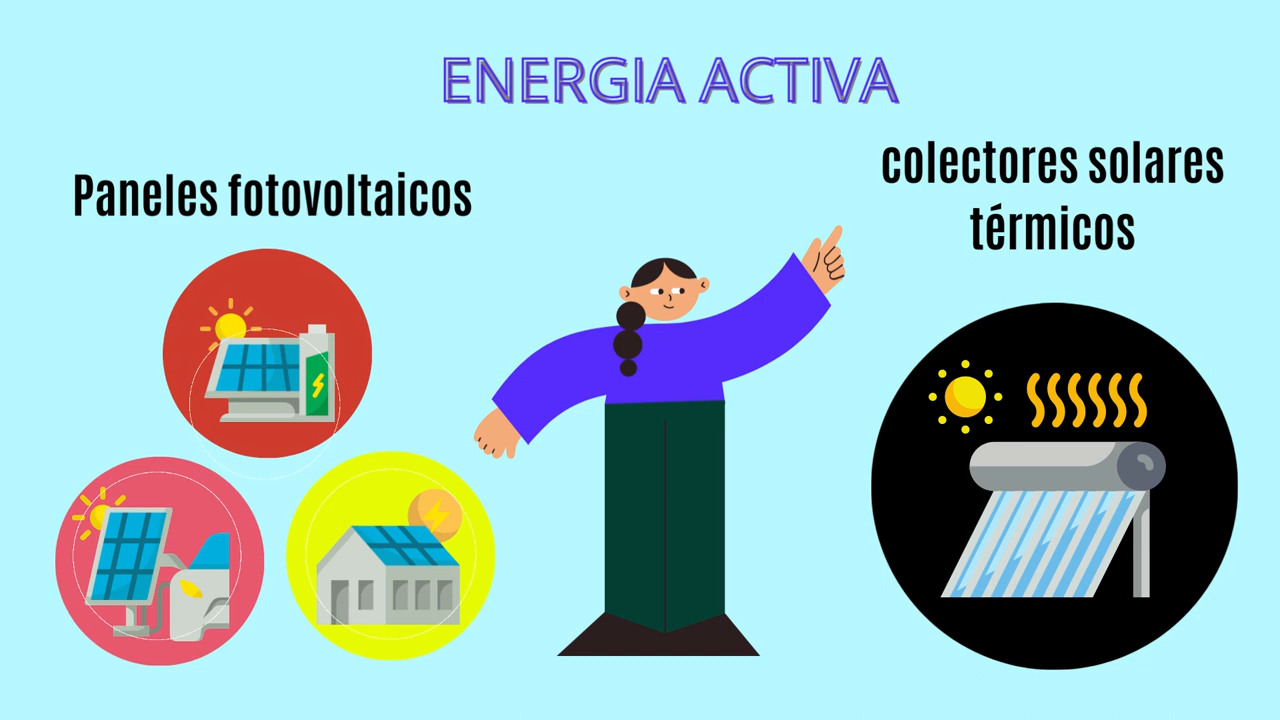 ENERGIA ACTIVA
Paneles fotovoltaicos
colectores solares
térmicos